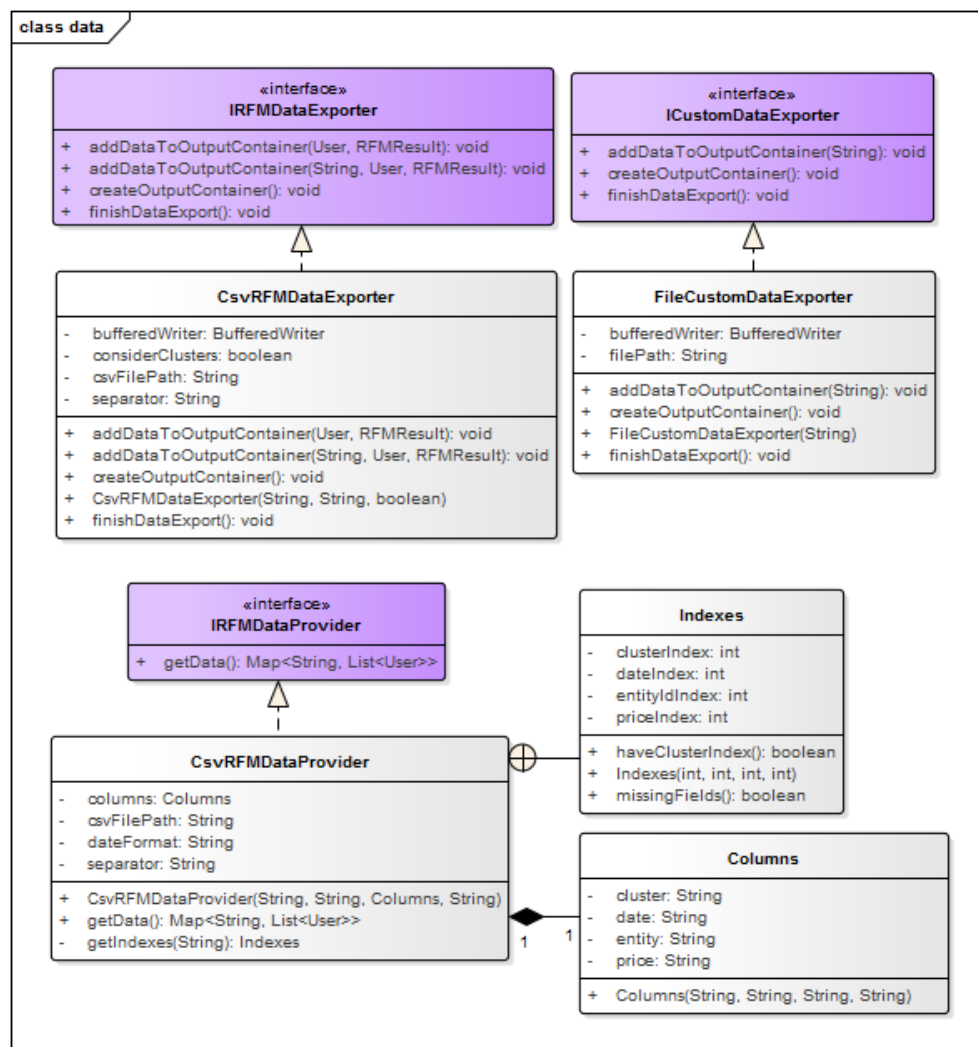 class data
«interface»
IRFMDataExporter
+ addDataToOutputContainer(User, RFMResult): void
+ addDataToOutputContainer(String, User, RFMResult): void
+ createOutputContainer(): void
+ finishDataExport(): void
«interface»
ICustomDataExporter
+ addDataToOutputContainer(String): void
+ createOutputContainer(): void
+ finishDataExport(): void
CsvRFMDataExporter
- bufferedWriter: BufferedWriter
- considerClusters: boolean
- csvFilePath: String
- separator: String
+ addDataToOutputContainer(User, RFMResult): void
+ addDataToOutputContainer(String, User, RFMResult): void
+ createOutputContainer(): void
+ CsvRFMDataExporter(String, String, boolean)
+ finishDataExport(): void
FileCustomDataExporter
- bufferedWriter: BufferedWriter
- filePath: String
+ addDataToOutputContainer(String): void
+ createOutputContainer(): void
+ FileCustomDataExporter(String)
+ finishDataExport(): void
«interface»
IRFMDataProvider
+ getData(): Map<String, List<User>>
Indexes
- clusterIndex: int
- dateIndex: int
- entityIdIndex: int
- priceIndex: int
+ haveClusterIndex(): boolean
+ Indexes(int, int, int, int)
+ missingFields(): boolean
CsvRFMDataProvider
- columns: Columns
- csvFilePath: String
- dateFormat: String
- separator: String
+ CsvRFMDataProvider(String, String, Columns, String)
+ getData(): Map<String, List<User>>
- getIndexes(String): Indexes
1
1
Columns
- cluster: String
- date: String
- entity: String
- price: String
+ Columns(String, String, String, String)